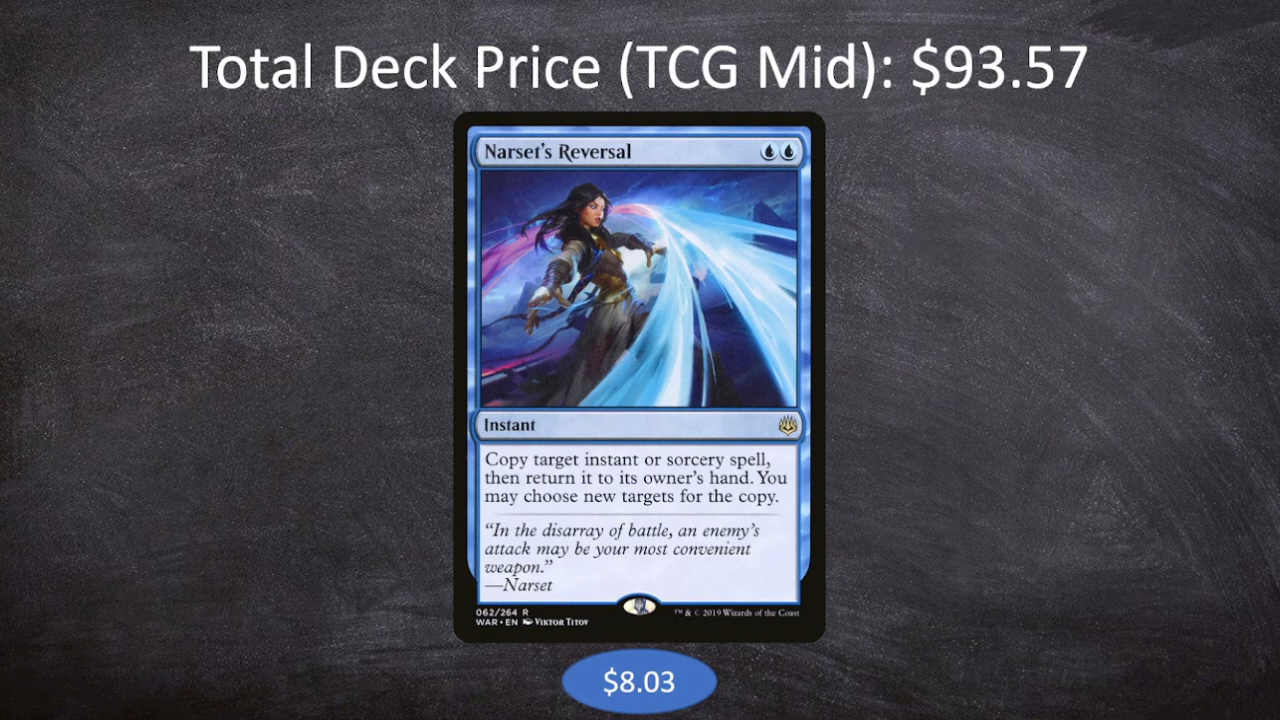 Total Deck Price (TCG Mid): $93.57
Narset's Reversal
Instant
Copy target instant or sorcery spell,
then return it to its owner's hand. You
may choose new targets for the copy.
“In the disarray of battle, an enemy's
attack may be your most convenient
weapon.”
—Narset
062/264 R
™ & © 2019 Wizards of the Coast
WAR • EN Viktor Titov
$8.03